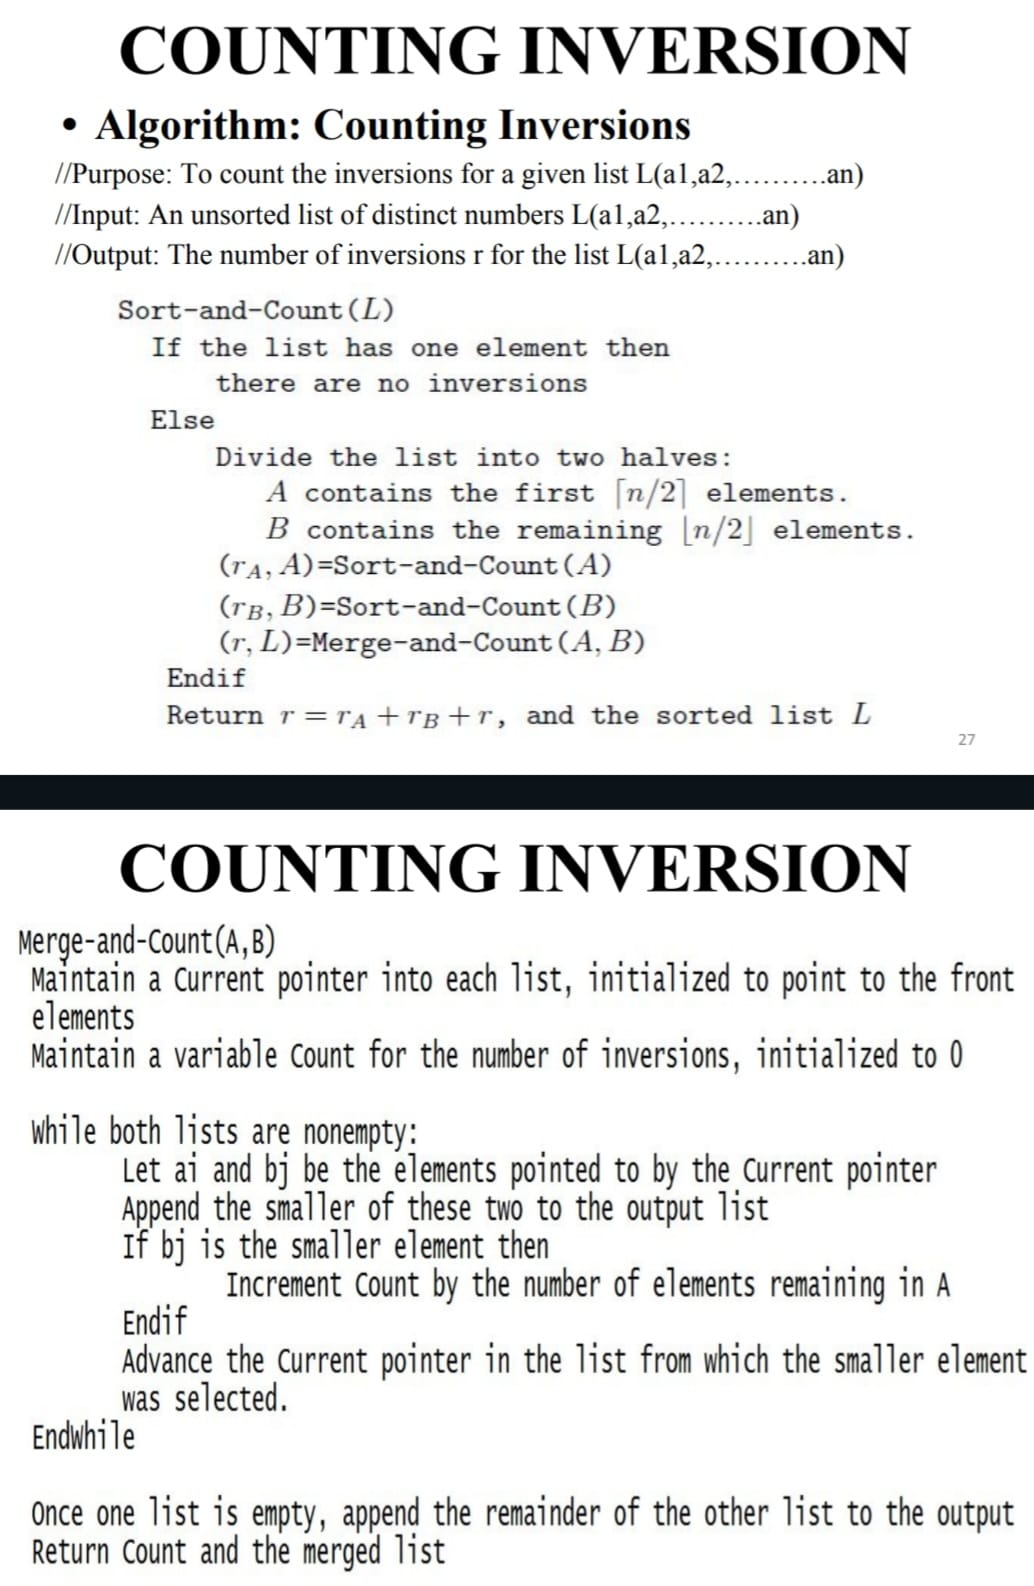 COUNTING INVERSION
• Algorithm: Counting Inversions
//Purpose: To count the inversions for a given list L(a1,a2,..........an)
//Input: An unsorted list of distinct numbers L(a1,a2,..........an)
//Output: The number of inversions r for the list L(a1,a2,..........an)
Sort-and-Count(L)
If the list has one element then
there are no inversions
Else
Divide the list into two halves:
A contains the first ⌈n/2⌉ elements.
B contains the remaining ⌊n/2⌋ elements.
(rA, A)=Sort-and-Count(A)
(rB, B)=Sort-and-Count(B)
(r, L)=Merge-and-Count(A, B)
Endif
Return r = rA + rB + r, and the sorted list L
27
COUNTING INVERSION
Merge-and-Count(A,B)
Maintain a Current pointer into each list, initialized to point to the front
elements
Maintain a variable Count for the number of inversions, initialized to 0
While both lists are nonempty:
Let ai and bj be the elements pointed to by the Current pointer
Append the smaller of these two to the output list
If bj is the smaller element then
Increment Count by the number of elements remaining in A
Endif
Advance the Current pointer in the list from which the smaller element
was selected.
EndWhile
Once one list is empty, append the remainder of the other list to the output
Return Count and the merged list